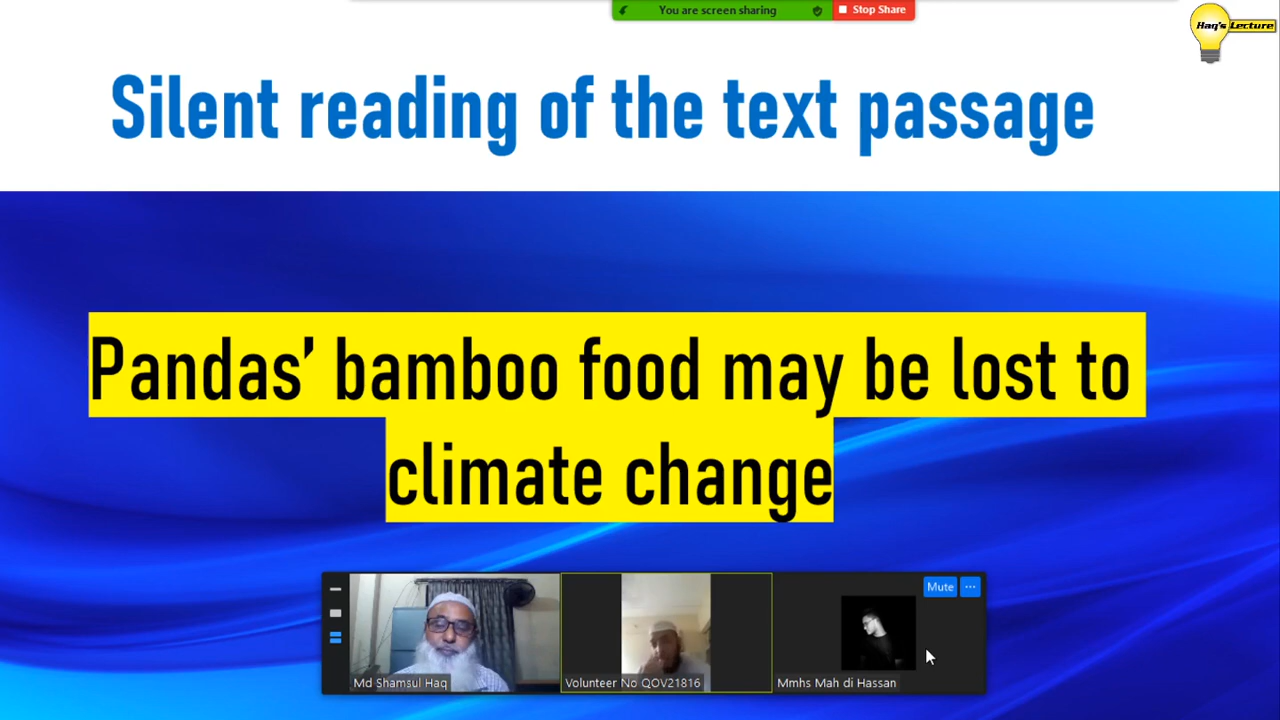 You are screen sharing
Stop Share
Haq's Lecture
Silent reading of the text passage
Pandas’ bamboo food may be lost to
climate change
Mute
Md Shamsul Haq
Volunteer No QOV21816
Mmhs Mah di Hassan